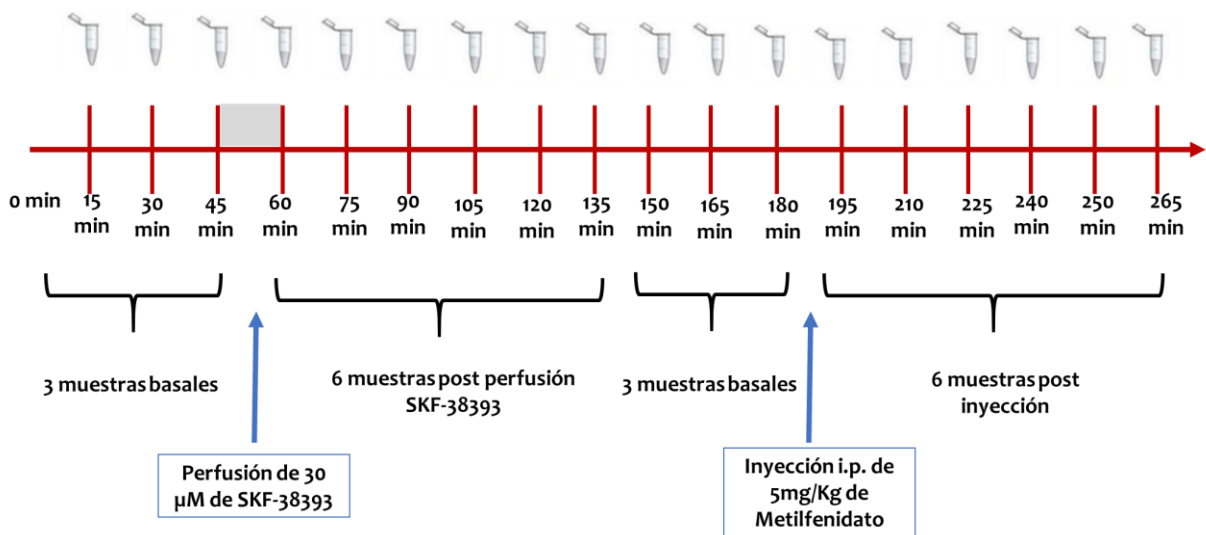 0 min
15
min
30
min
45
min
60
min
75
min
90
min
105
min
120
min
135
min
150
min
165
min
180
min
195
min
210
min
225
min
240
min
250
min
265
min
3 muestras basales
6 muestras post perfusión
SKF-38393
3 muestras basales
6 muestras post
inyección
Perfusión de 30
µM de SKF-38393
Inyección i.p. de
5mg/Kg de
Metilfenidato